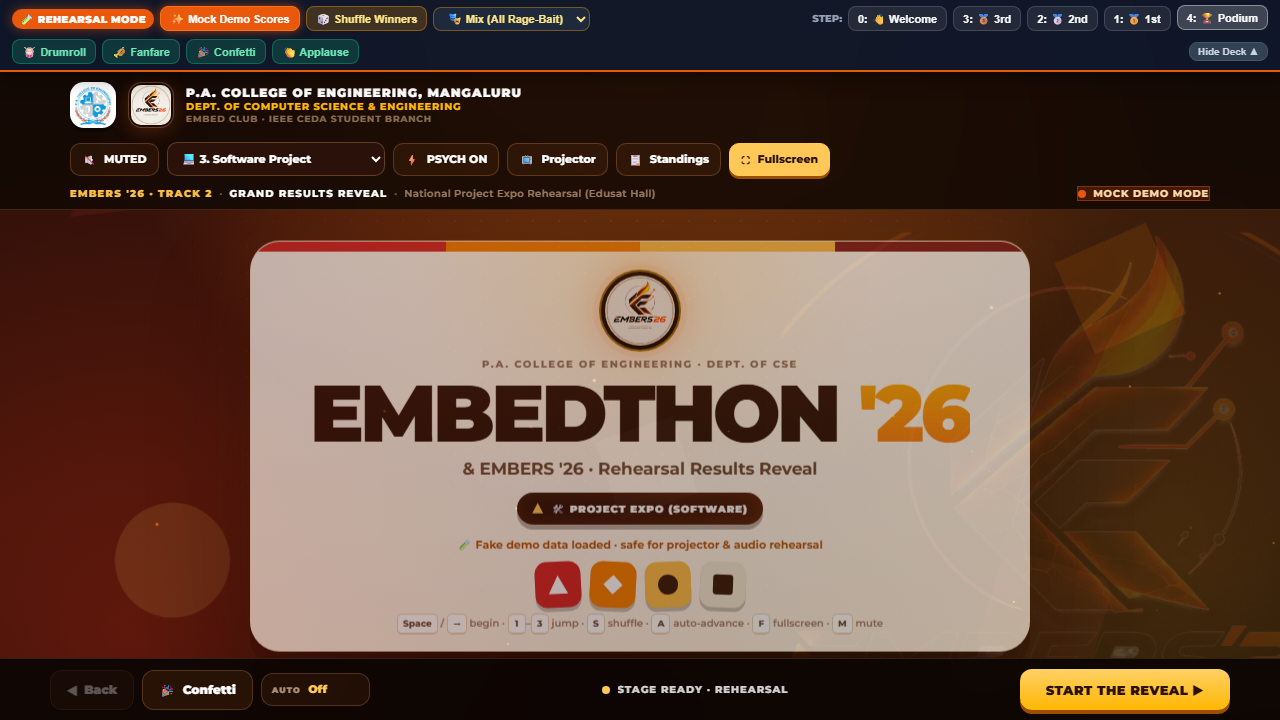 REHEARSAL MODE
Mock Demo Scores
Shuffle Winners
Mix (All Rage-Bait)
STEP:
0: Welcome
3: 3rd
2: 2nd
1: 1st
4: Podium
Drumroll
Fanfare
Confetti
Applause
Hide Deck ▲
P.A. COLLEGE OF ENGINEERING, MANGALURU
DEPT. OF COMPUTER SCIENCE & ENGINEERING
EMBED CLUB · IEEE CEDA STUDENT BRANCH
MUTED
3. Software Project
PSYCH ON
Projector
Standings
Fullscreen
EMBERS '26 • TRACK 2 · GRAND RESULTS REVEAL · National Project Expo Rehearsal (Edusat Hall)
MOCK DEMO MODE
EMBERS'26
P.A. COLLEGE OF ENGINEERING · DEPT. OF CSE
EMBEDTHON '26
& EMBERS '26 · Rehearsal Results Reveal
PROJECT EXPO (SOFTWARE)
Fake demo data loaded · safe for projector & audio rehearsal
Space / → begin · 1 - 3 jump · S shuffle · A auto-advance · F fullscreen · M mute
◀ Back
Confetti
AUTO Off
STAGE READY · REHEARSAL
START THE REVEAL ▶